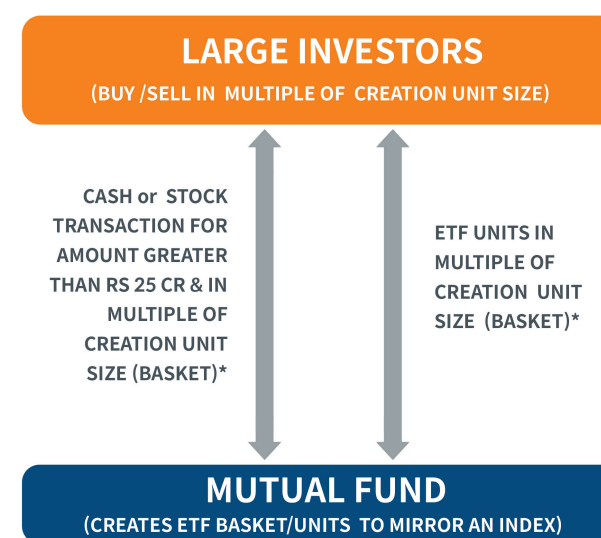 LARGE INVESTORS
(BUY /SELL IN MULTIPLE OF CREATION UNIT SIZE)
CASH or STOCK
TRANSACTION FOR
AMOUNT GREATER
THAN RS 25 CR & IN
MULTIPLE OF
CREATION UNIT
SIZE (BASKET)*
ETF UNITS IN
MULTIPLE OF
CREATION UNIT
SIZE (BASKET)*
MUTUAL FUND
(CREATES ETF BASKET/UNITS TO MIRROR AN INDEX)